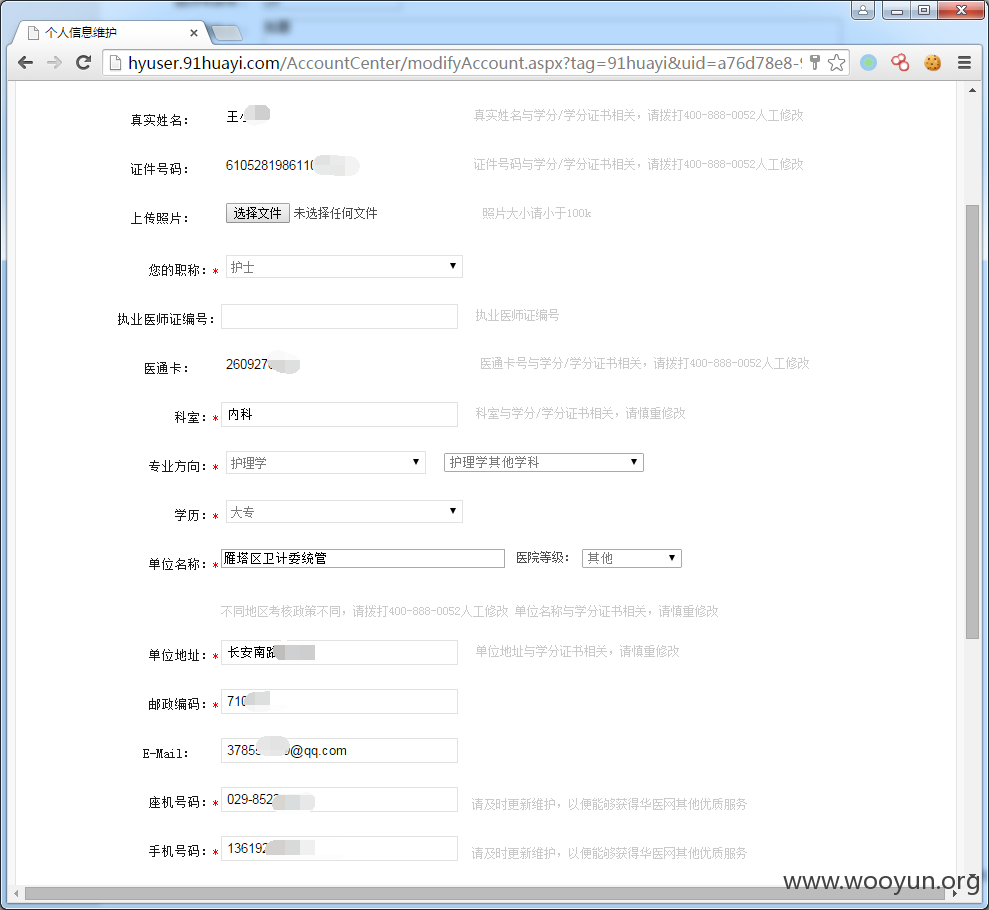 个人信息维护
hyuser.91huayi.com/AccountCenter/modifyAccount.aspx?tag=91huayi&uid=a76d78e8-9
真实姓名: 王 真实姓名与学分/学分证书相关, 请拨打400-888-0052人工修改
证件号码: 6105281986110 证件号码与学分/学分证书相关, 请拨打400-888-0052人工修改
上传照片: 选择文件 未选择任何文件 照片大小请小于100k
您的职称: * 护士
执业医师证编号: 执业医师证编号
医通卡: 260927 医通卡号与学分/学分证书相关, 请拨打400-888-0052人工修改
科室: * 内科 科室与学分/学分证书相关, 请慎重修改
专业方向: * 护理学 护理学其他学科
学历: * 大专
单位名称: * 雁塔区卫计委统管 医院等级: 其他
不同地区考核政策不同, 请拨打400-888-0052人工修改 单位名称与学分证书相关, 请慎重修改
单位地址: * 长安南路 单位地址与学分证书相关, 请慎重修改
邮政编码: * 710
E-Mail: 3785 @qq.com
座机号码: * 029-852 请及时更新维护, 以便能够获得华医网其他优质服务
手机号码: * 136192 请及时更新维护, 以便能够获得华医网其他优质服务
www.wooyun.org